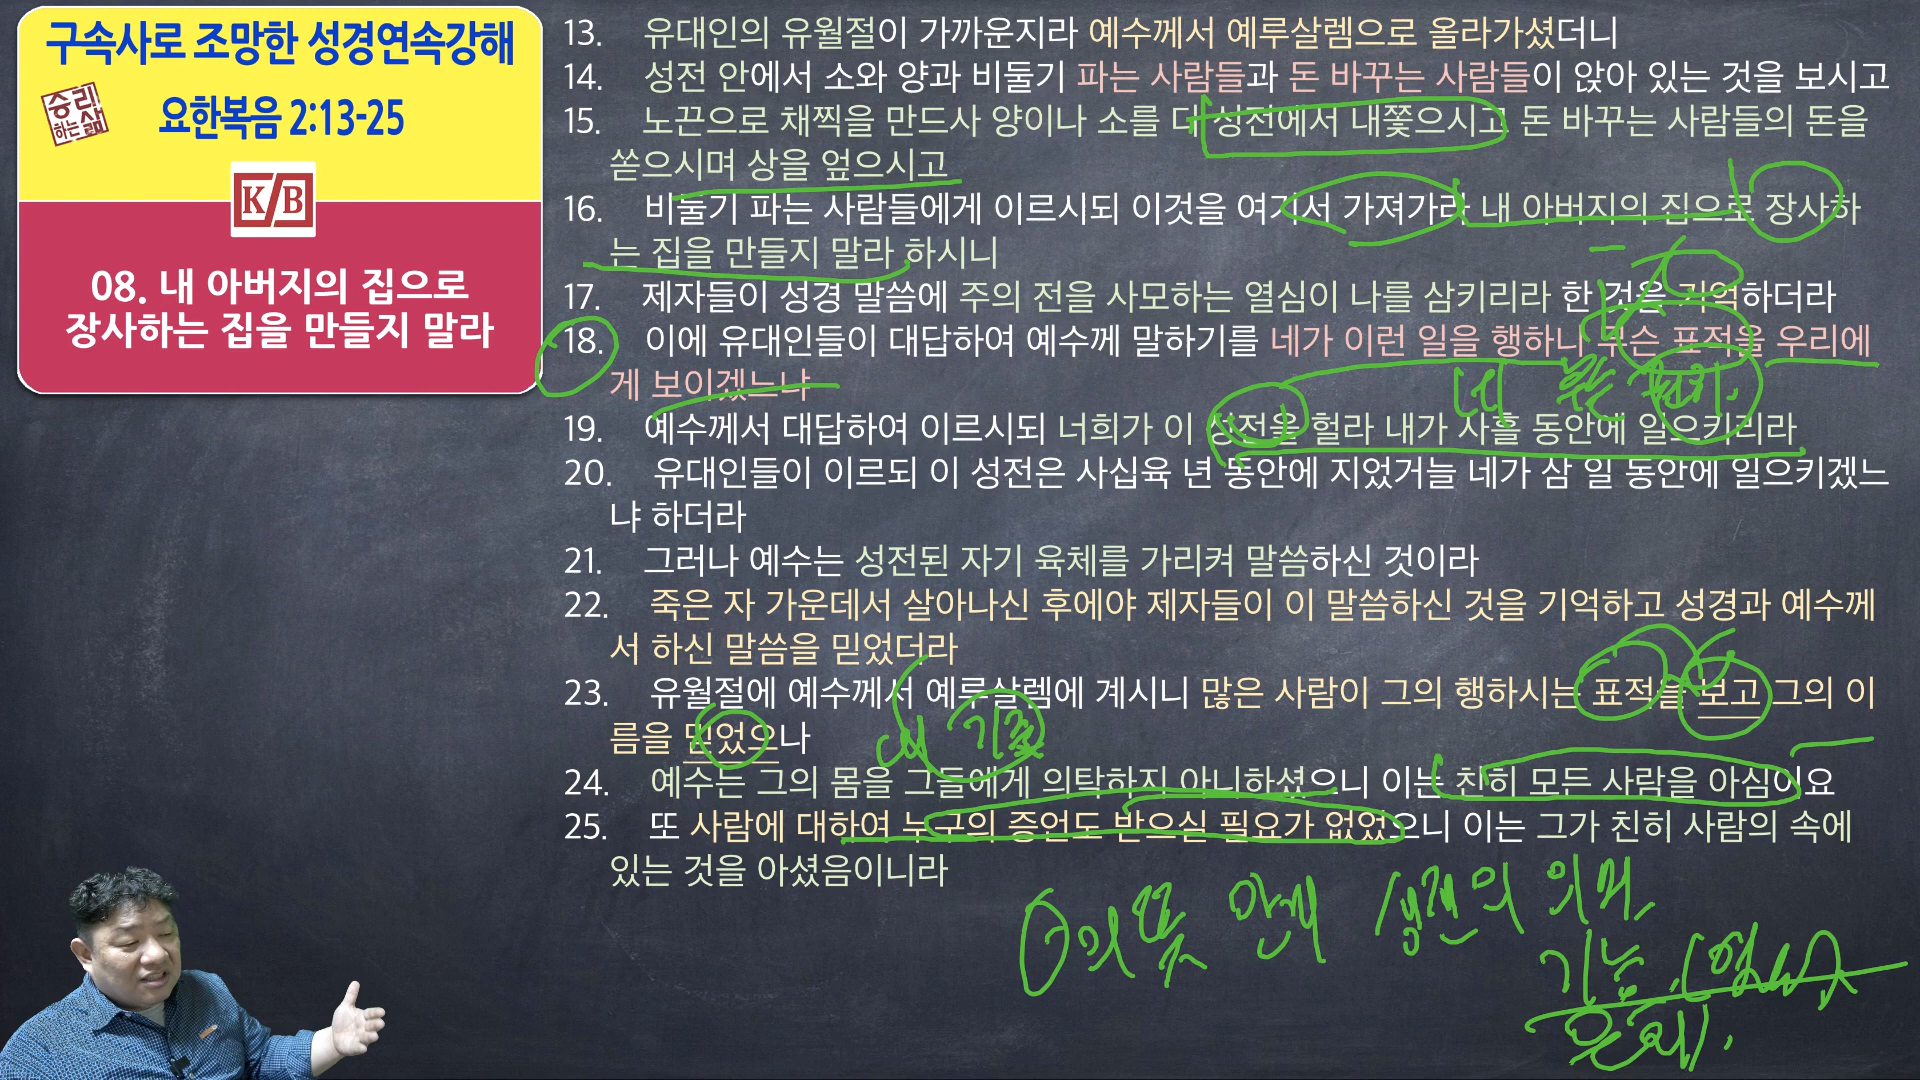 구속사로 조망한 성경연속강해
승리
하는 삶
요한복음 2:13-25
K/B
08. 내 아버지의 집으로
장사하는 집을 만들지 말라
13. 유대인의 유월절이 가까운지라 예수께서 예루살렘으로 올라가셨더니
14. 성전 안에서 소와 양과 비둘기 파는 사람들과 돈 바꾸는 사람들이 앉아 있는 것을 보시고
15. 노끈으로 채찍을 만드사 양이나 소를 다 성전에서 내쫓으시고 돈 바꾸는 사람들의 돈을
쏟으시며 상을 엎으시고
16. 비둘기 파는 사람들에게 이르시되 이것을 여기서 가져가라 내 아버지의 집으로 장사하
는 집을 만들지 말라 하시니
17. 제자들이 성경 말씀에 주의 전을 사모하는 열심이 나를 삼키리라 한 것을 기억하더라
18. 이에 유대인들이 대답하여 예수께 말하기를 네가 이런 일을 행하니 무슨 표적을 우리에
게 보이겠느냐
19. 예수께서 대답하여 이르시되 너희가 이 성전을 헐라 내가 사흘 동안에 일으키리라
20. 유대인들이 이르되 이 성전은 사십육 년 동안에 지었거늘 네가 삼 일 동안에 일으키겠느
냐 하더라
21. 그러나 예수는 성전된 자기 육체를 가리켜 말씀하신 것이라
22. 죽은 자 가운데서 살아나신 후에야 제자들이 이 말씀하신 것을 기억하고 성경과 예수께
서 하신 말씀을 믿었더라
23. 유월절에 예수께서 예루살렘에 계시니 많은 사람이 그의 행하시는 표적을 보고 그의 이
름을 믿었으나
내 기준
24. 예수는 그의 몸을 그들에게 의탁하지 아니하셨으니 이는 친히 모든 사람을 아심이요
25. 또 사람에 대하여 누구의 증언도 받으실 필요가 없었으니 이는 그가 친히 사람의 속에
있는 것을 아셨음이니라
안에 성전의 의미
기능